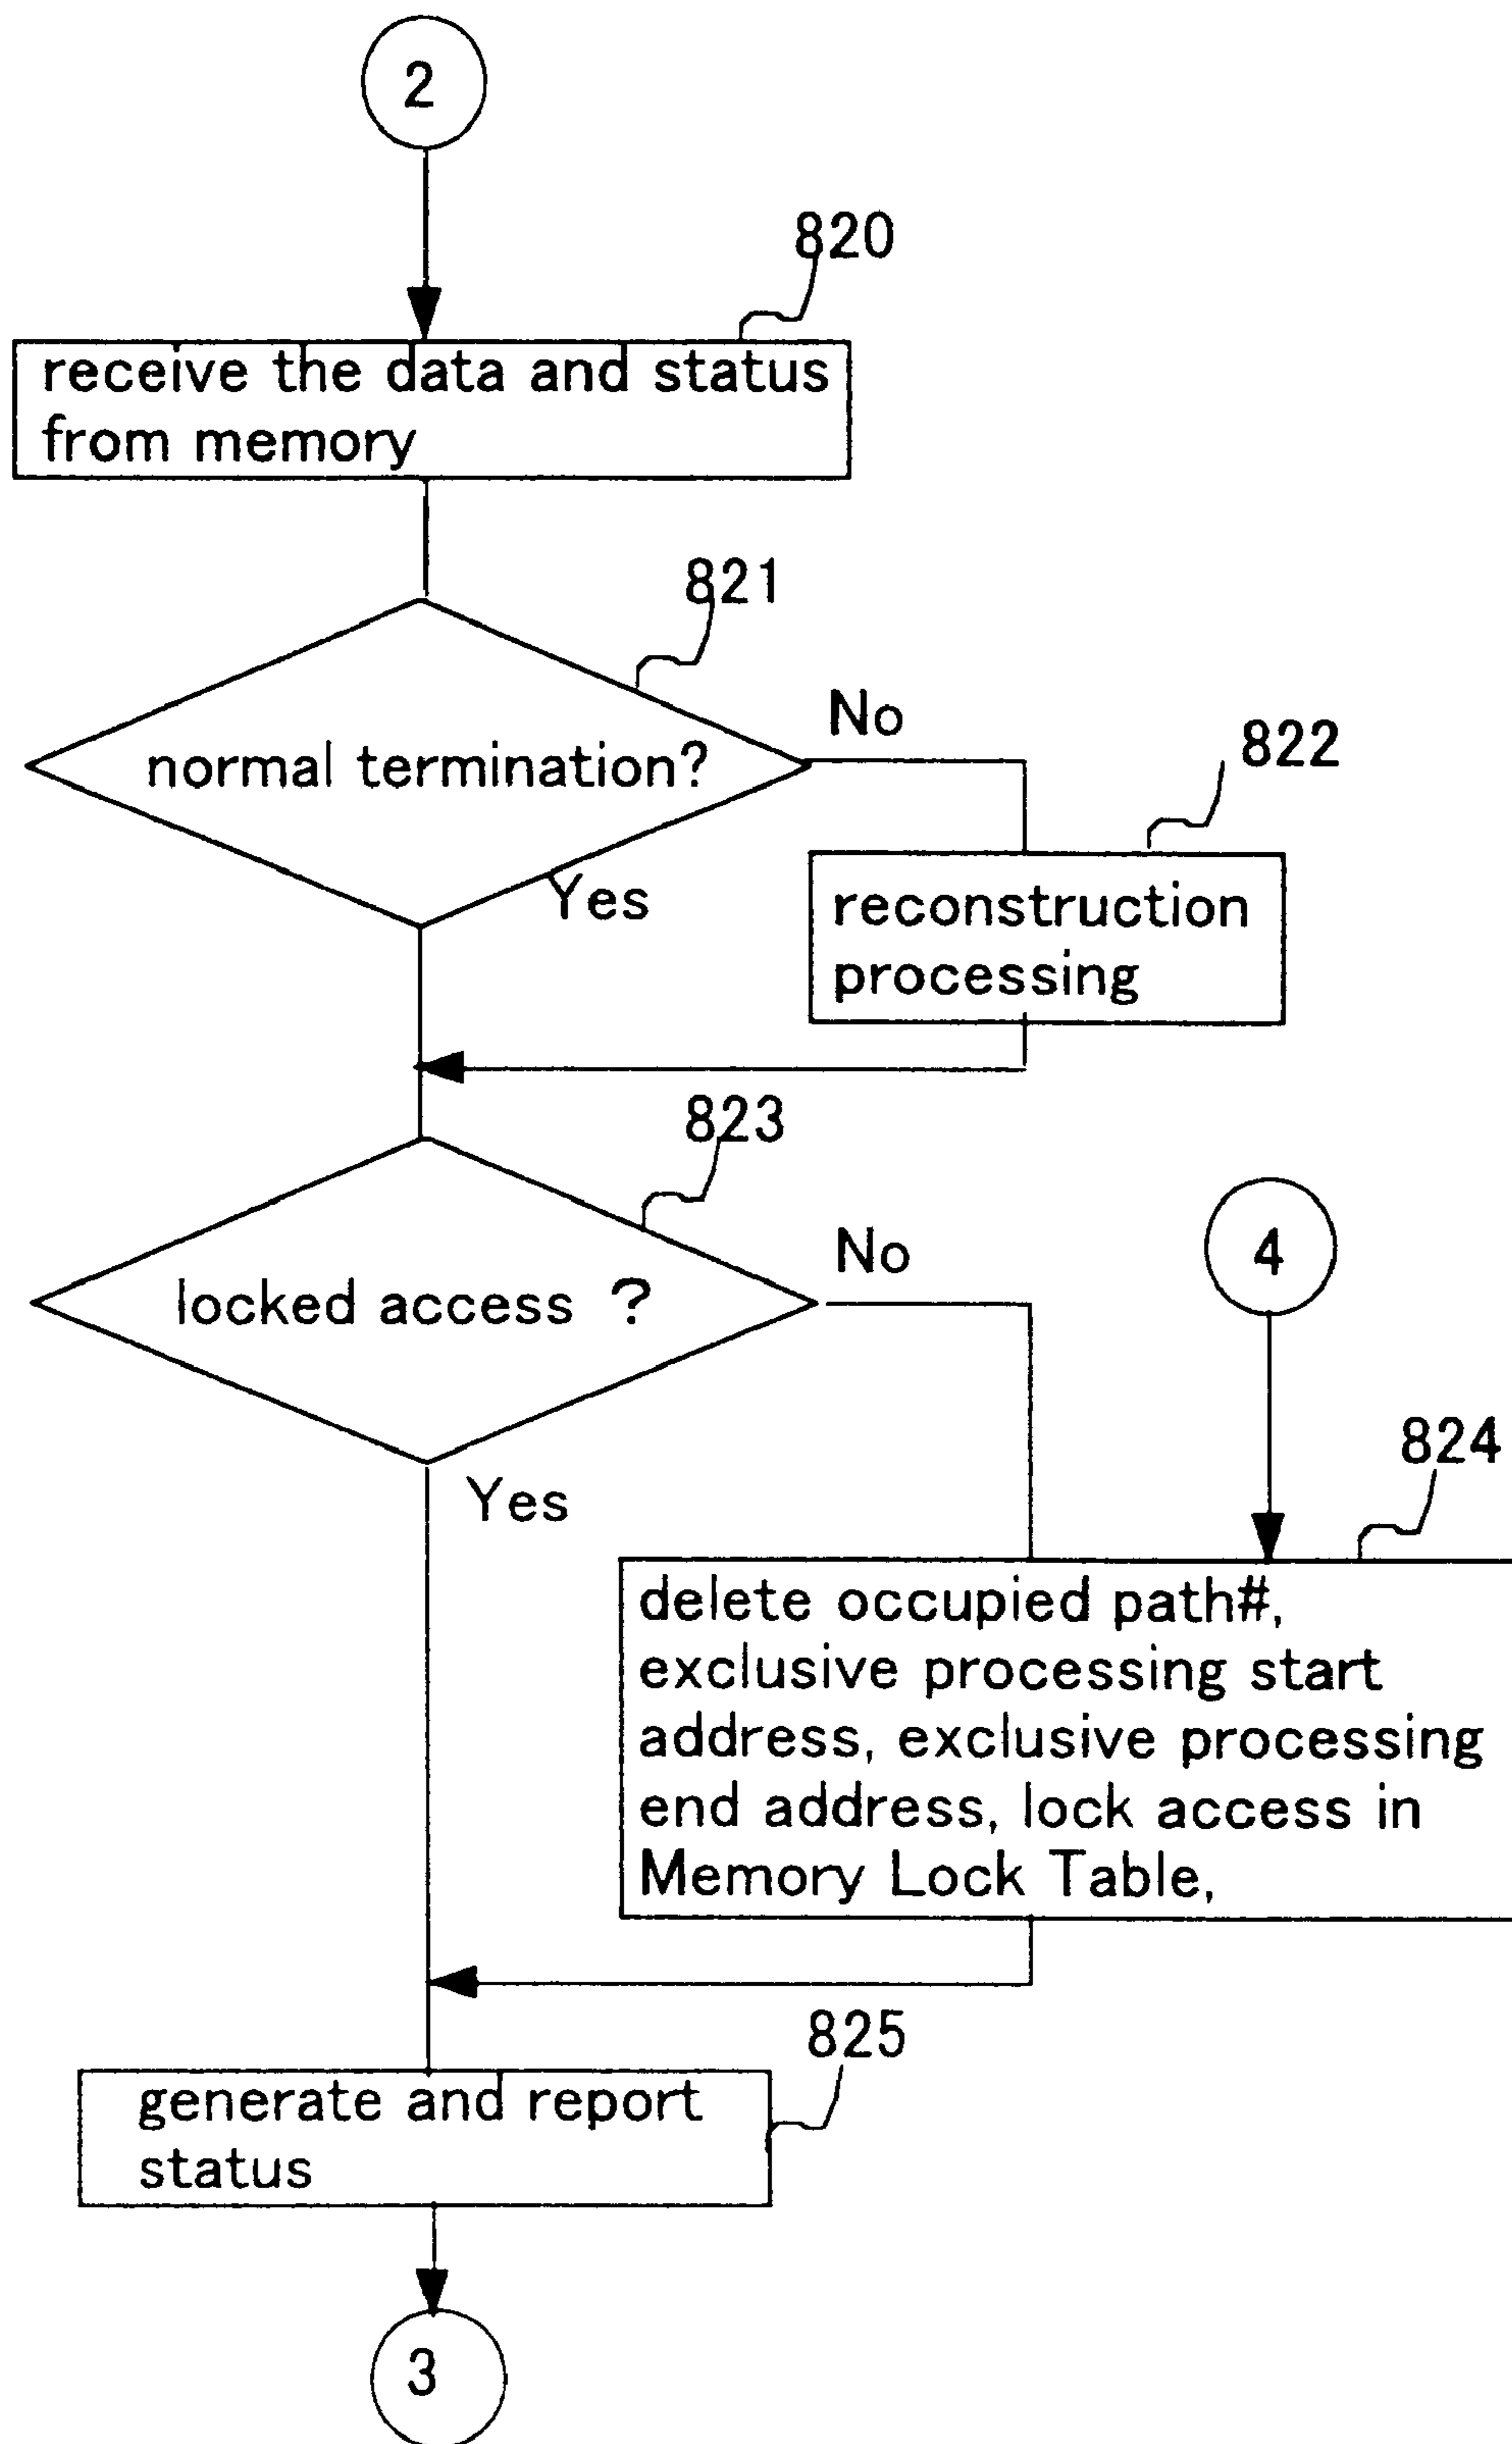 2
820
receive the data and status
from memory
821
normal termination?
No
822
Yes
reconstruction
processing
823
locked access ?
No
4
Yes
824
delete occupied path#,
exclusive processing start
address, exclusive processing
end address, lock access in
Memory Lock Table,
825
generate and report
status
3